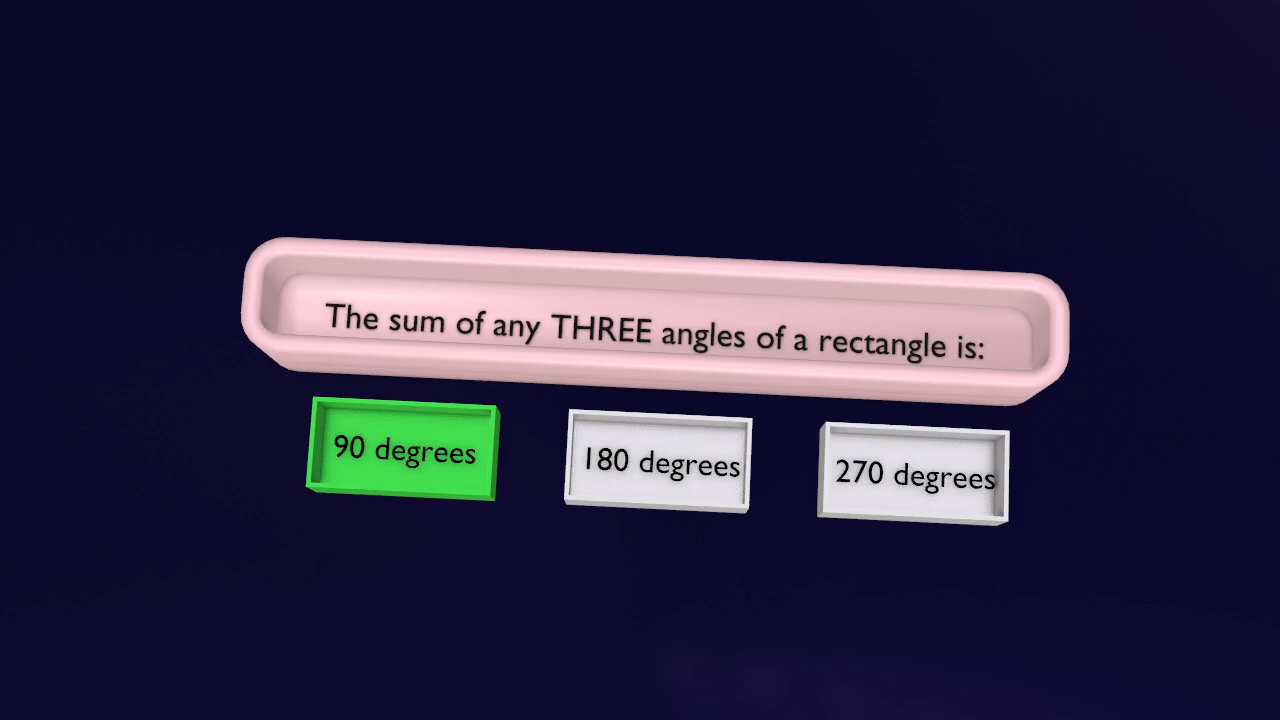 The sum of any THREE angles of a rectangle is:
90 degrees
180 degrees
270 degrees